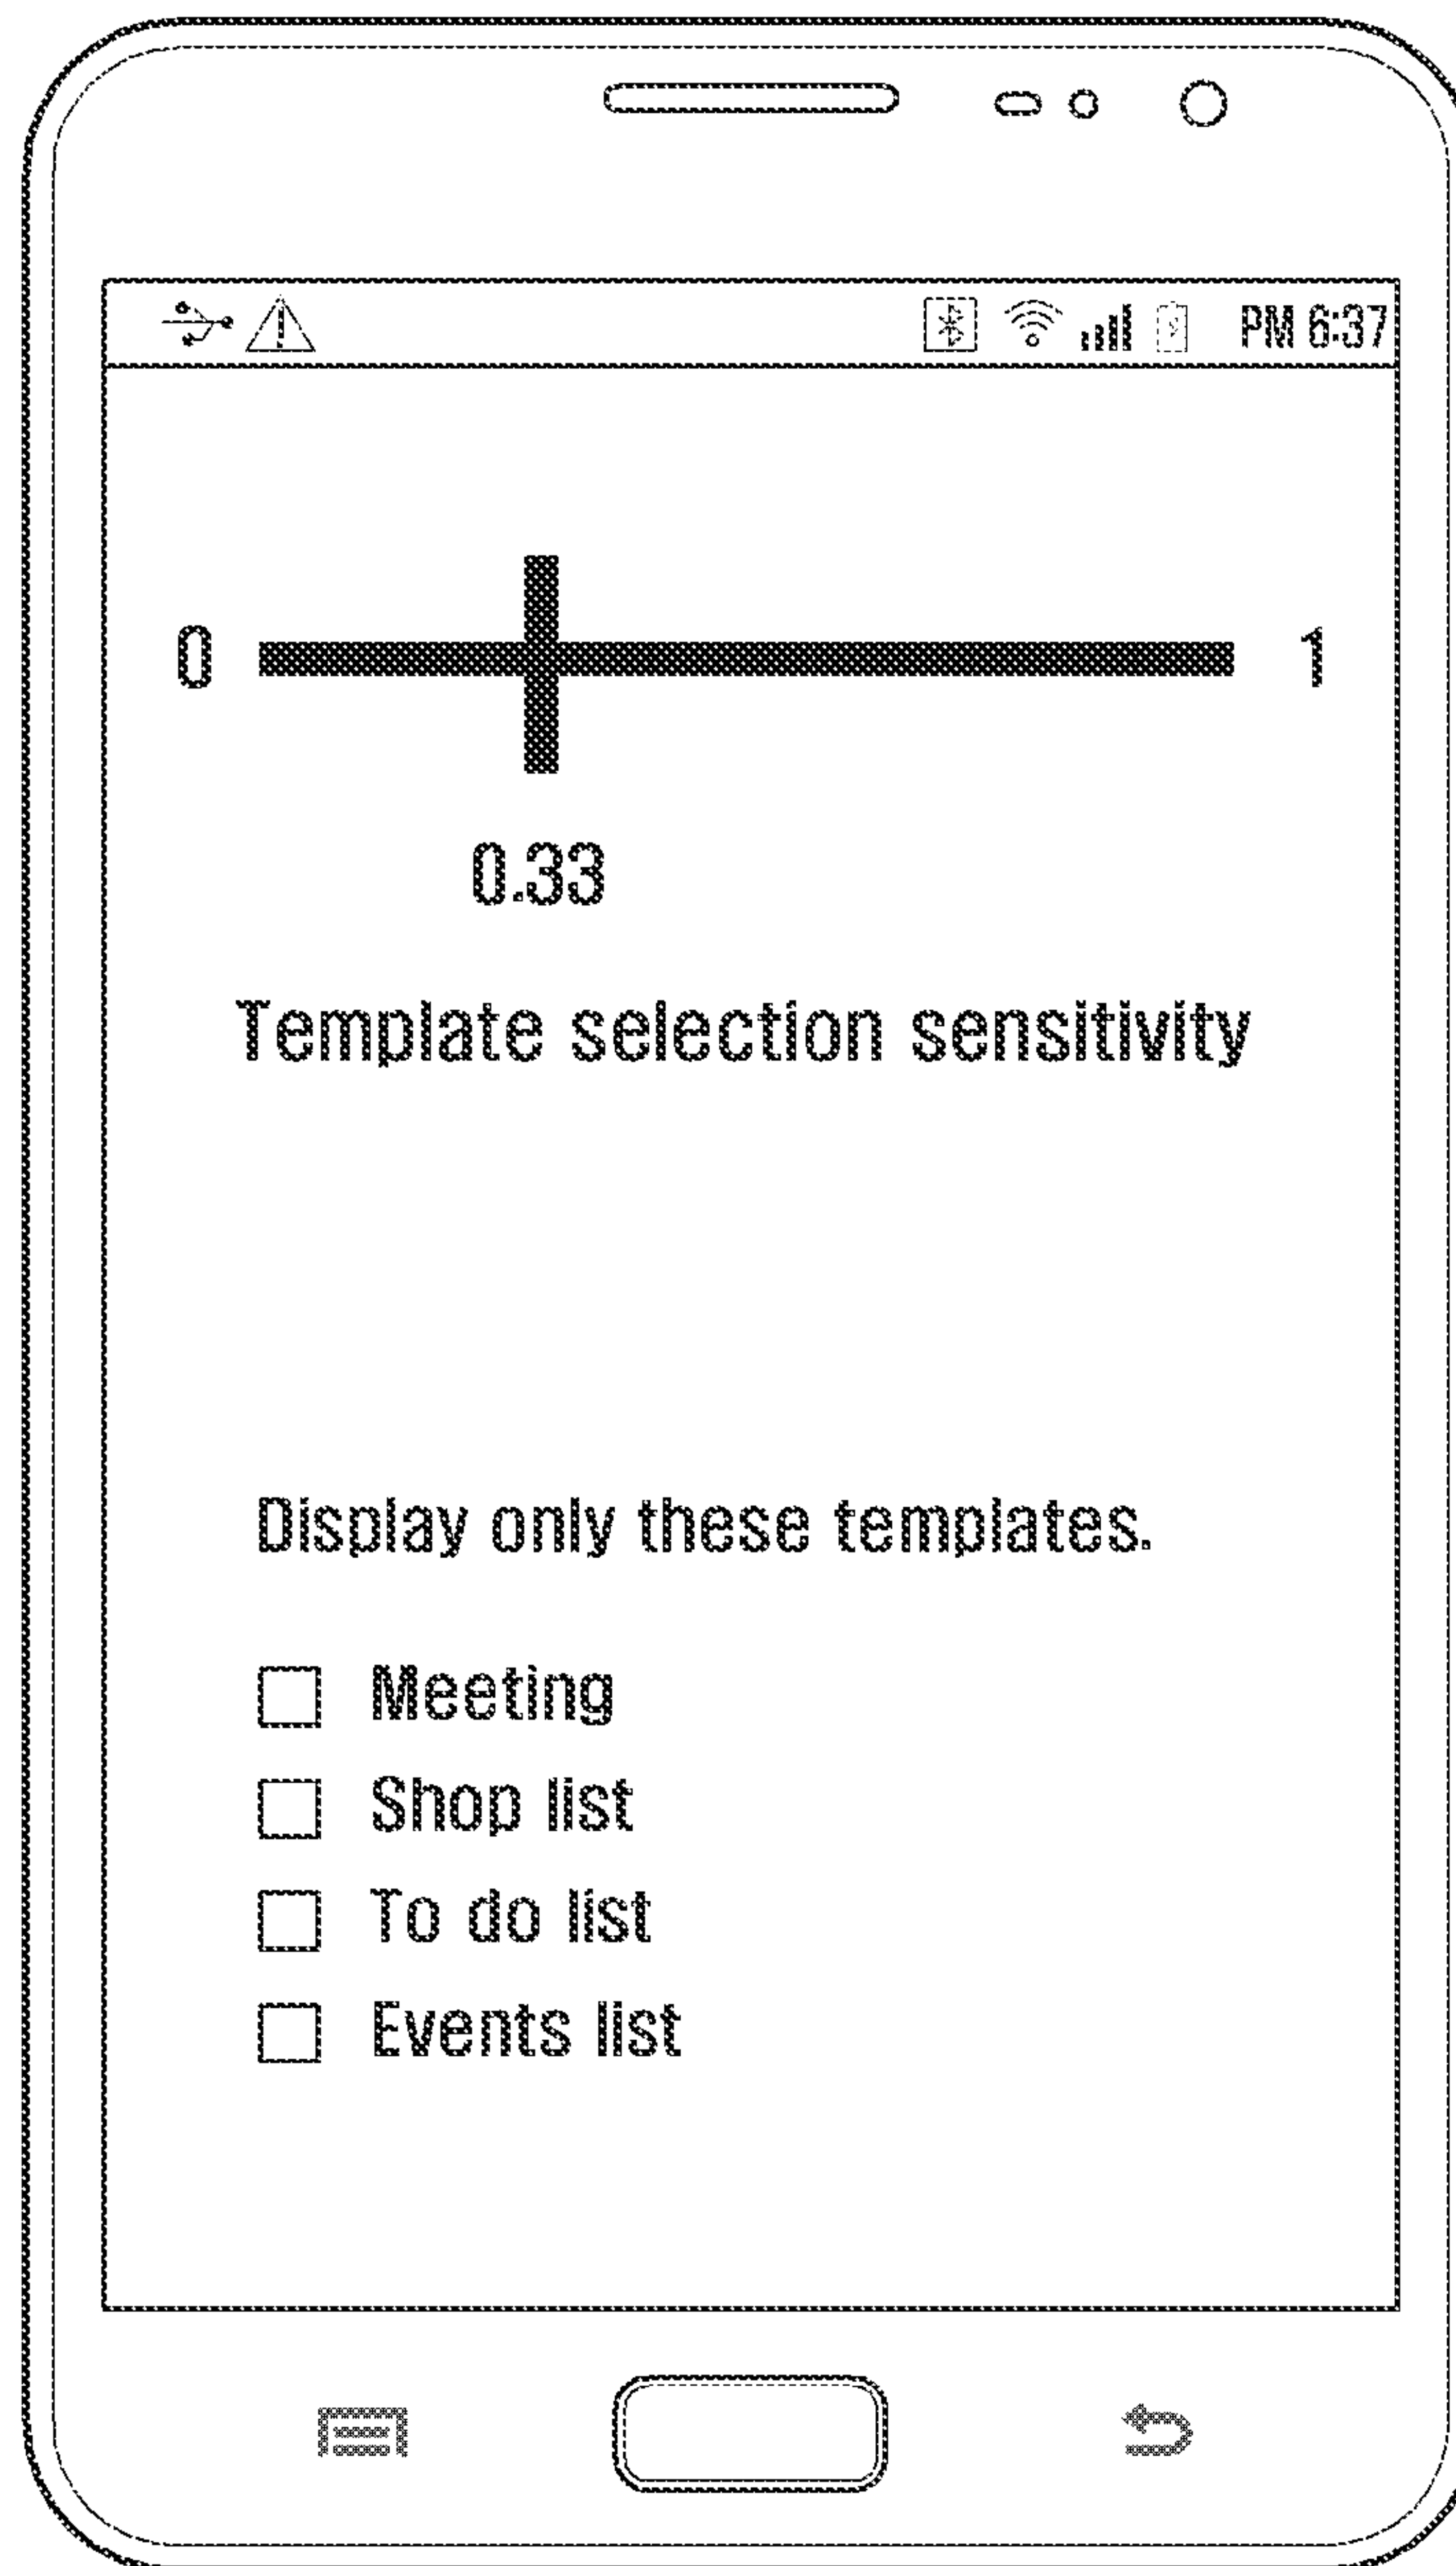 PM 6:37
0 1
0.33
Template selection sensitivity
Display only these templates.
Meeting
Shop list
To do list
Events list